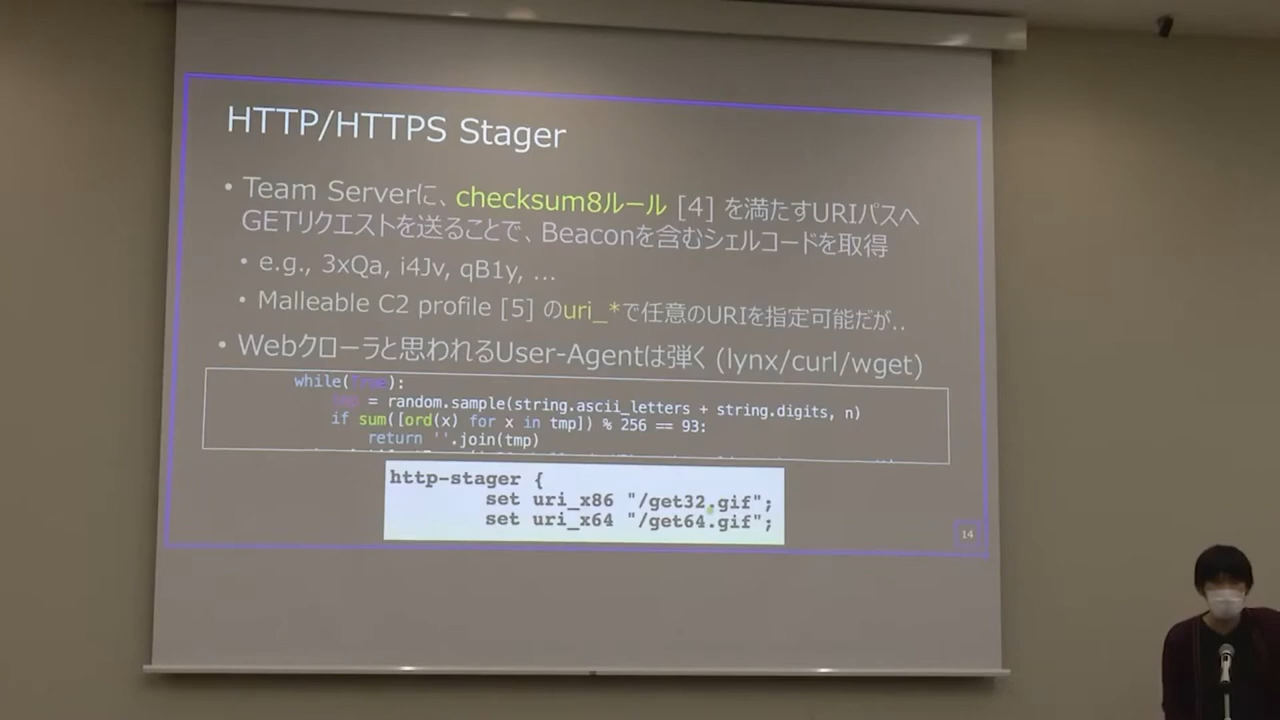 HTTP/HTTPS Stager
• Team Serverに、checksum8ルール [4] を満たすURIパスへ
GETリクエストを送ることで、Beaconを含むシェルコードを取得
• e.g., 3xQa, i4Jv, qB1y, ...
• Malleable C2 profile [5] のuri_*で任意のURIを指定可能だが..
• Webクローラと思われるUser-Agentは弾く (lynx/curl/wget)
while(True):
tmp = random.sample(string.ascii_letters + string.digits, n)
if sum([ord(x) for x in tmp]) % 256 == 93:
return ''.join(tmp)
http-stager {
set uri_x86 "/get32.gif";
set uri_x64 "/get64.gif";
14